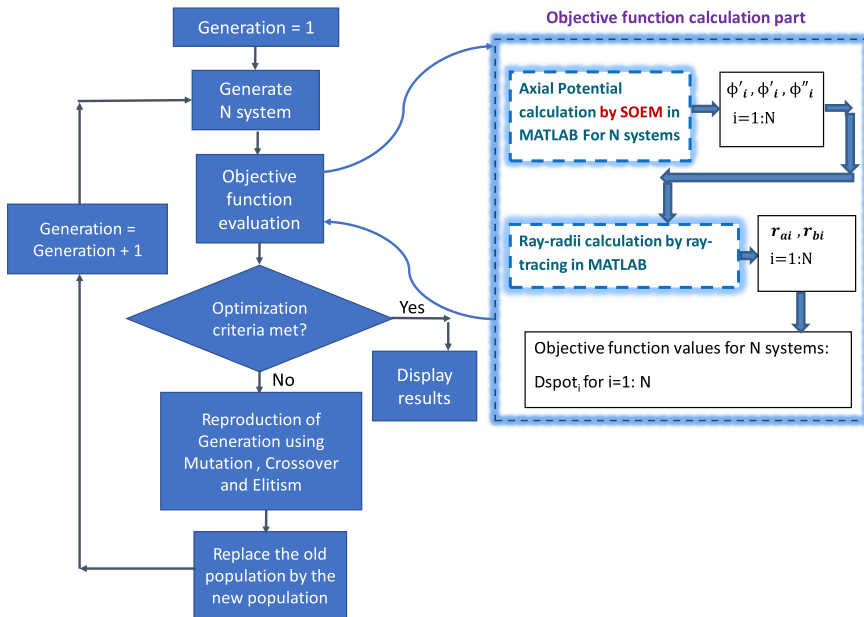 Generation = 1
Generate
N system
Objective
function
evaluation
Generation =
Generation + 1
Optimization
criteria met?
Yes
No
Display
results
Reproduction of
Generation using
Mutation , Crossover
and Elitism
Replace the old
population by the
new population
Objective function calculation part
Axial Potential
calculation by SOEM in
MATLAB For N systems
ϕ′ᵢ , ϕ′ᵢ , ϕ″ᵢ
i=1:N
Ray-radii calculation by ray-
tracing in MATLAB
rₐᵢ , r_bi
i=1:N
Objective function values for N systems:
Dspotᵢ for i=1: N